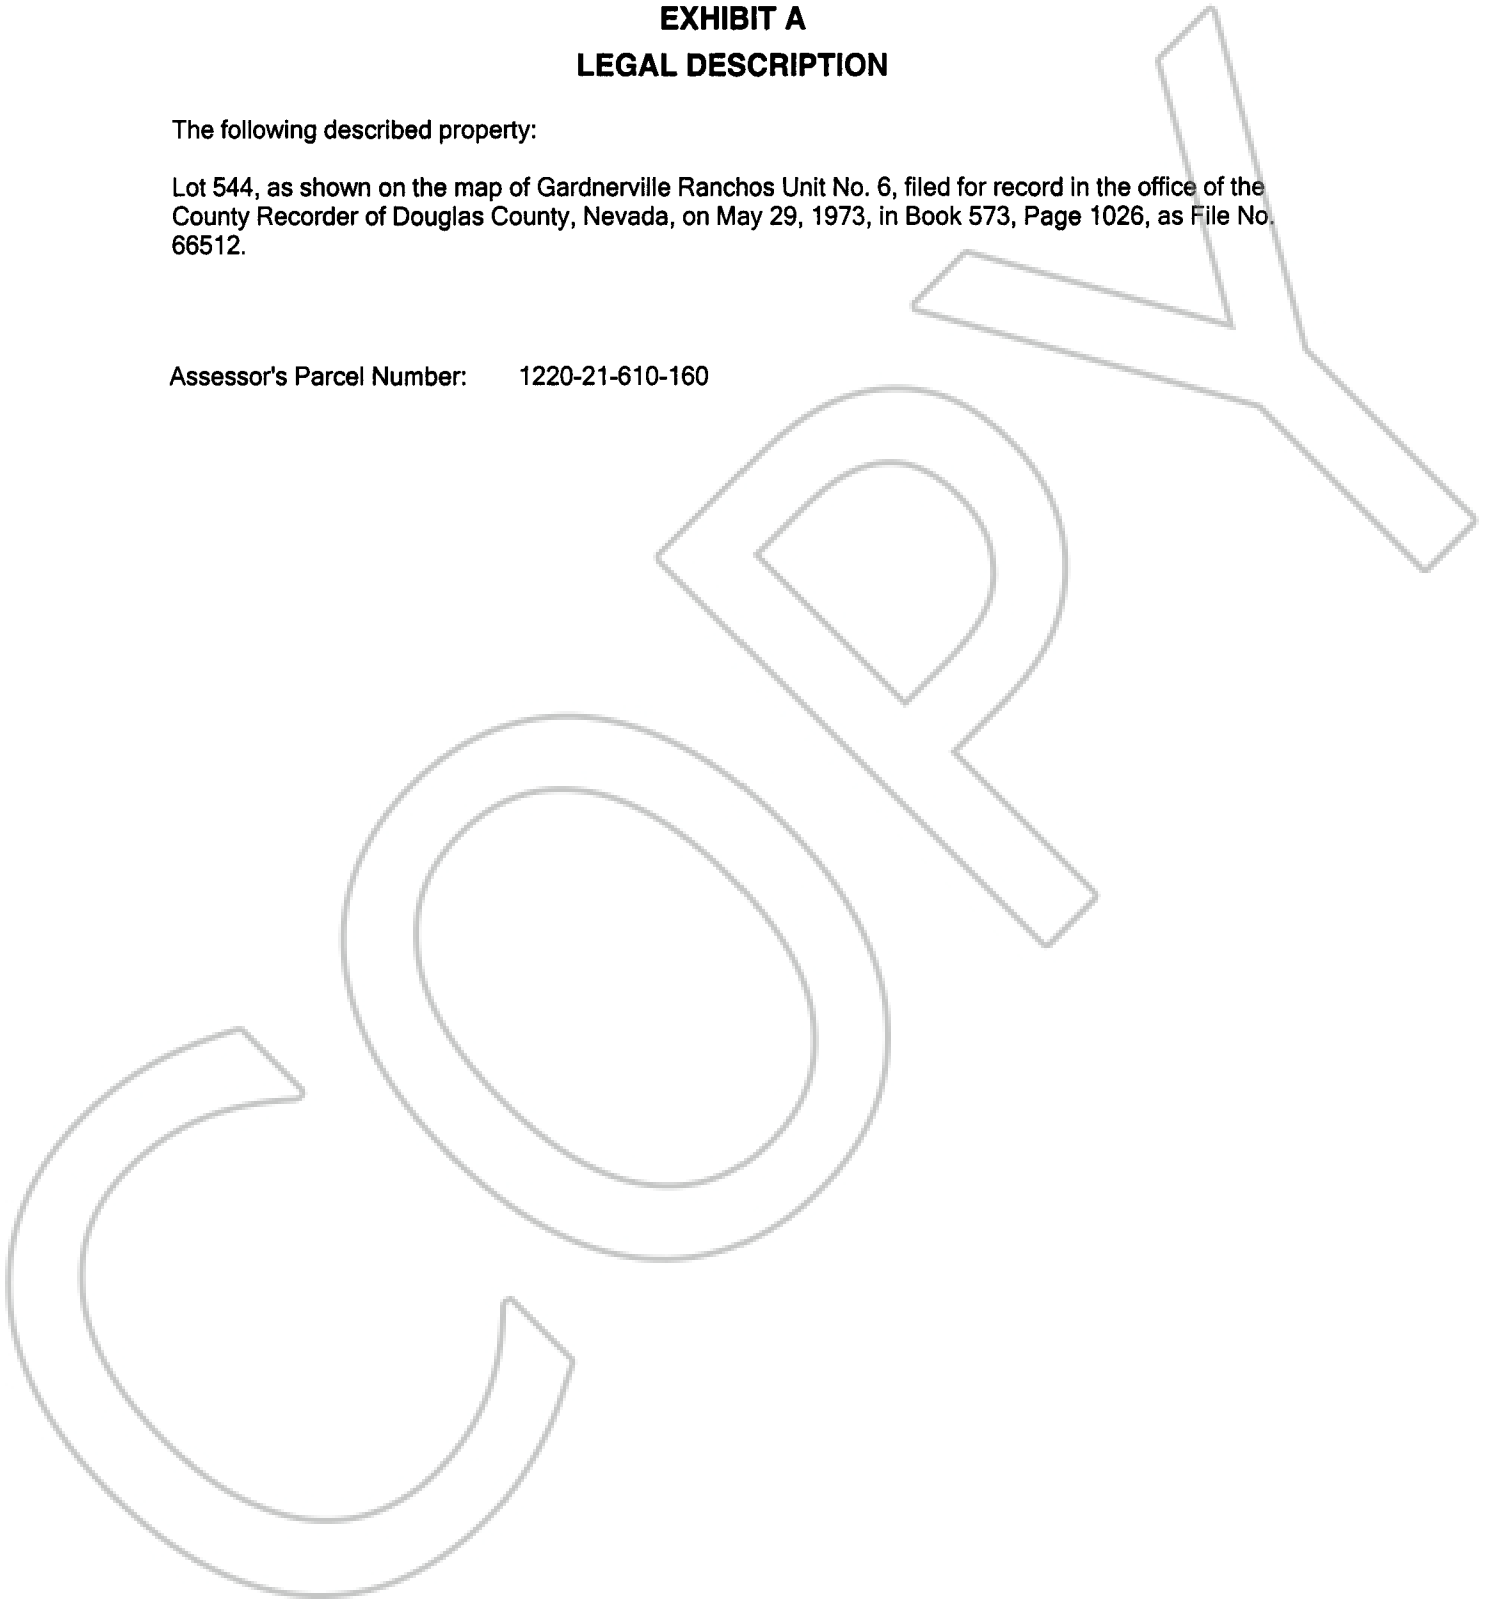 EXHIBIT A
LEGAL DESCRIPTION
The following described property:
Lot 544, as shown on the map of Gardnerville Ranchos Unit No. 6, filed for record in the office of the
County Recorder of Douglas County, Nevada, on May 29, 1973, in Book 573, Page 1026, as File No.
66512.
Assessor's Parcel Number: 1220-21-610-160
COPY